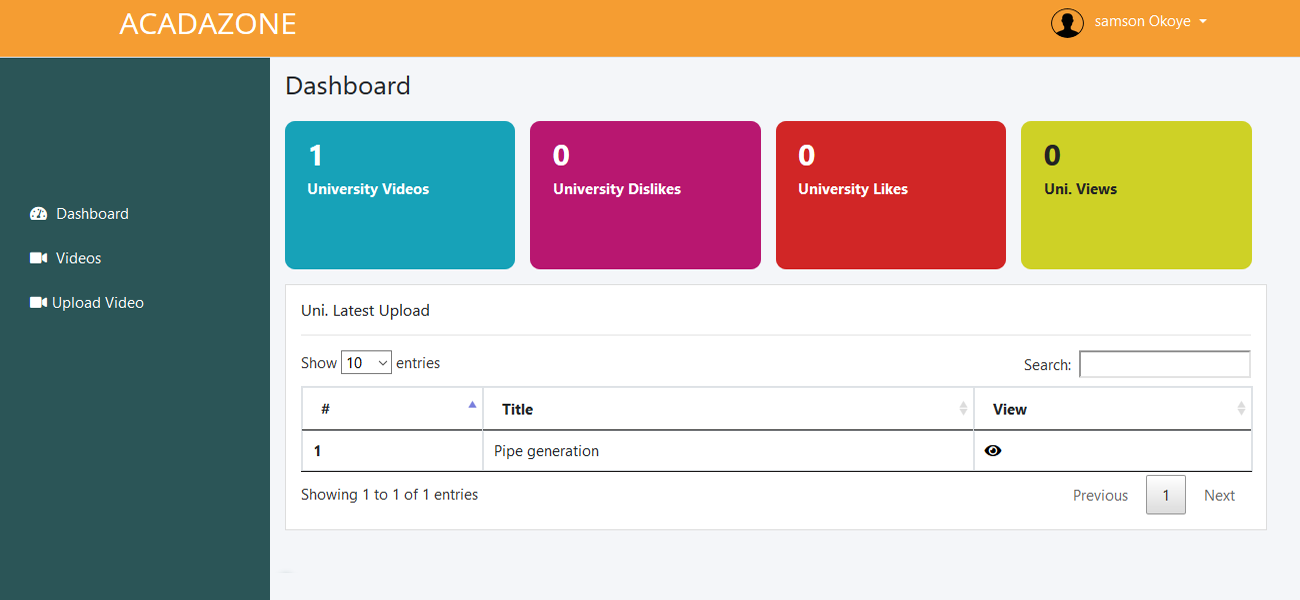 ACADAZONE
samson Okoye
Dashboard
Dashboard
Videos
Upload Video
1
University Videos
0
University Dislikes
0
University Likes
0
Uni. Views
Uni. Latest Upload
Show 10 entries
Search:
# Title View
1 Pipe generation
Showing 1 to 1 of 1 entries
Previous 1 Next